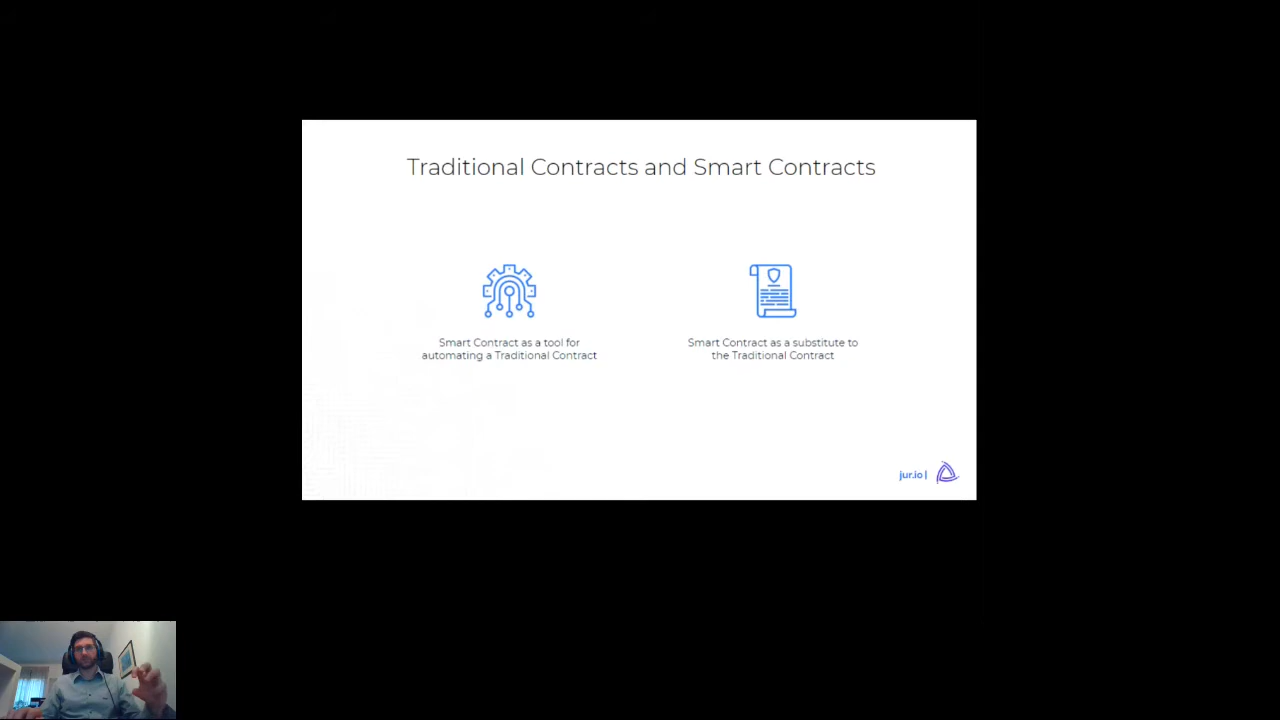 Traditional Contracts and Smart Contracts
Smart Contract as a tool for
automating a Traditional Contract
Smart Contract as a substitute to
the Traditional Contract
jur.io |